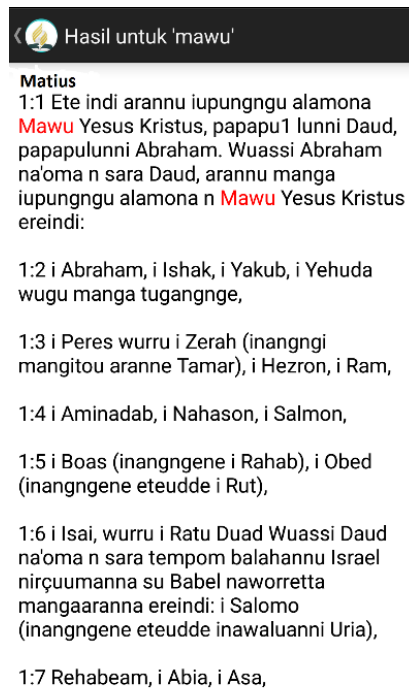 Hasil untuk 'mawu'
Matius
1:1 Ete indi arannu iupungngu alamona
Mawu Yesus Kristus, papapu1 lunni Daud,
papapulunni Abraham. Wuassi Abraham
na'oma n sara Daud, arannu manga
iupungngu alamona n Mawu Yesus Kristus
ereindi:
1:2 i Abraham, i Ishak, i Yakub, i Yehuda
wugu manga tugangnge,
1:3 i Peres wurru i Zerah (inangngi
mangitou aranne Tamar), i Hezron, i Ram,
1:4 i Aminadab, i Nahason, i Salmon,
1:5 i Boas (inangngene i Rahab), i Obed
(inangngene eteudde i Rut),
1:6 i Isai, wurru i Ratu Duad Wuassi Daud
na'oma n sara tempom balahannu Israel
nirçuumanna su Babel naworretta
mangaaranna ereindi: i Salomo
(inangngene eteudde inawaluanni Uria),
1:7 Rehabeam, i Abia, i Asa,